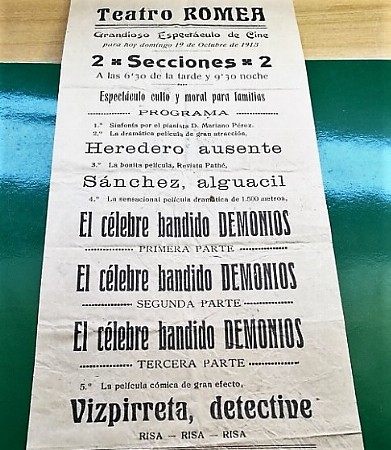 Teatro ROMEA
Grandioso Espectáculo de Cine
para hoy domingo 19 de Octubre de 1913
2 Secciones 2
A las 6'30 de la tarde y 9'30 noche
Espectáculo culto y moral para familias
PROGRAMA
1.º Sinfonía por el pianista D. Mariano Pérez.
2.º La dramática película de gran atracción.
Heredero ausente
3.º La bonita película, Revista Pathé.
Sánchez, alguacil
4.º La sensacional película dramática de 1.500 metros.
El célebre bandido DEMONIOS
PRIMERA PARTE
El célebre bandido DEMONIOS
SEGUNDA PARTE
El célebre bandido DEMONIOS
TERCERA PARTE
5.º La película cómica de gran efecto,
Vizpirreta, detective
RISA — RISA — RISA